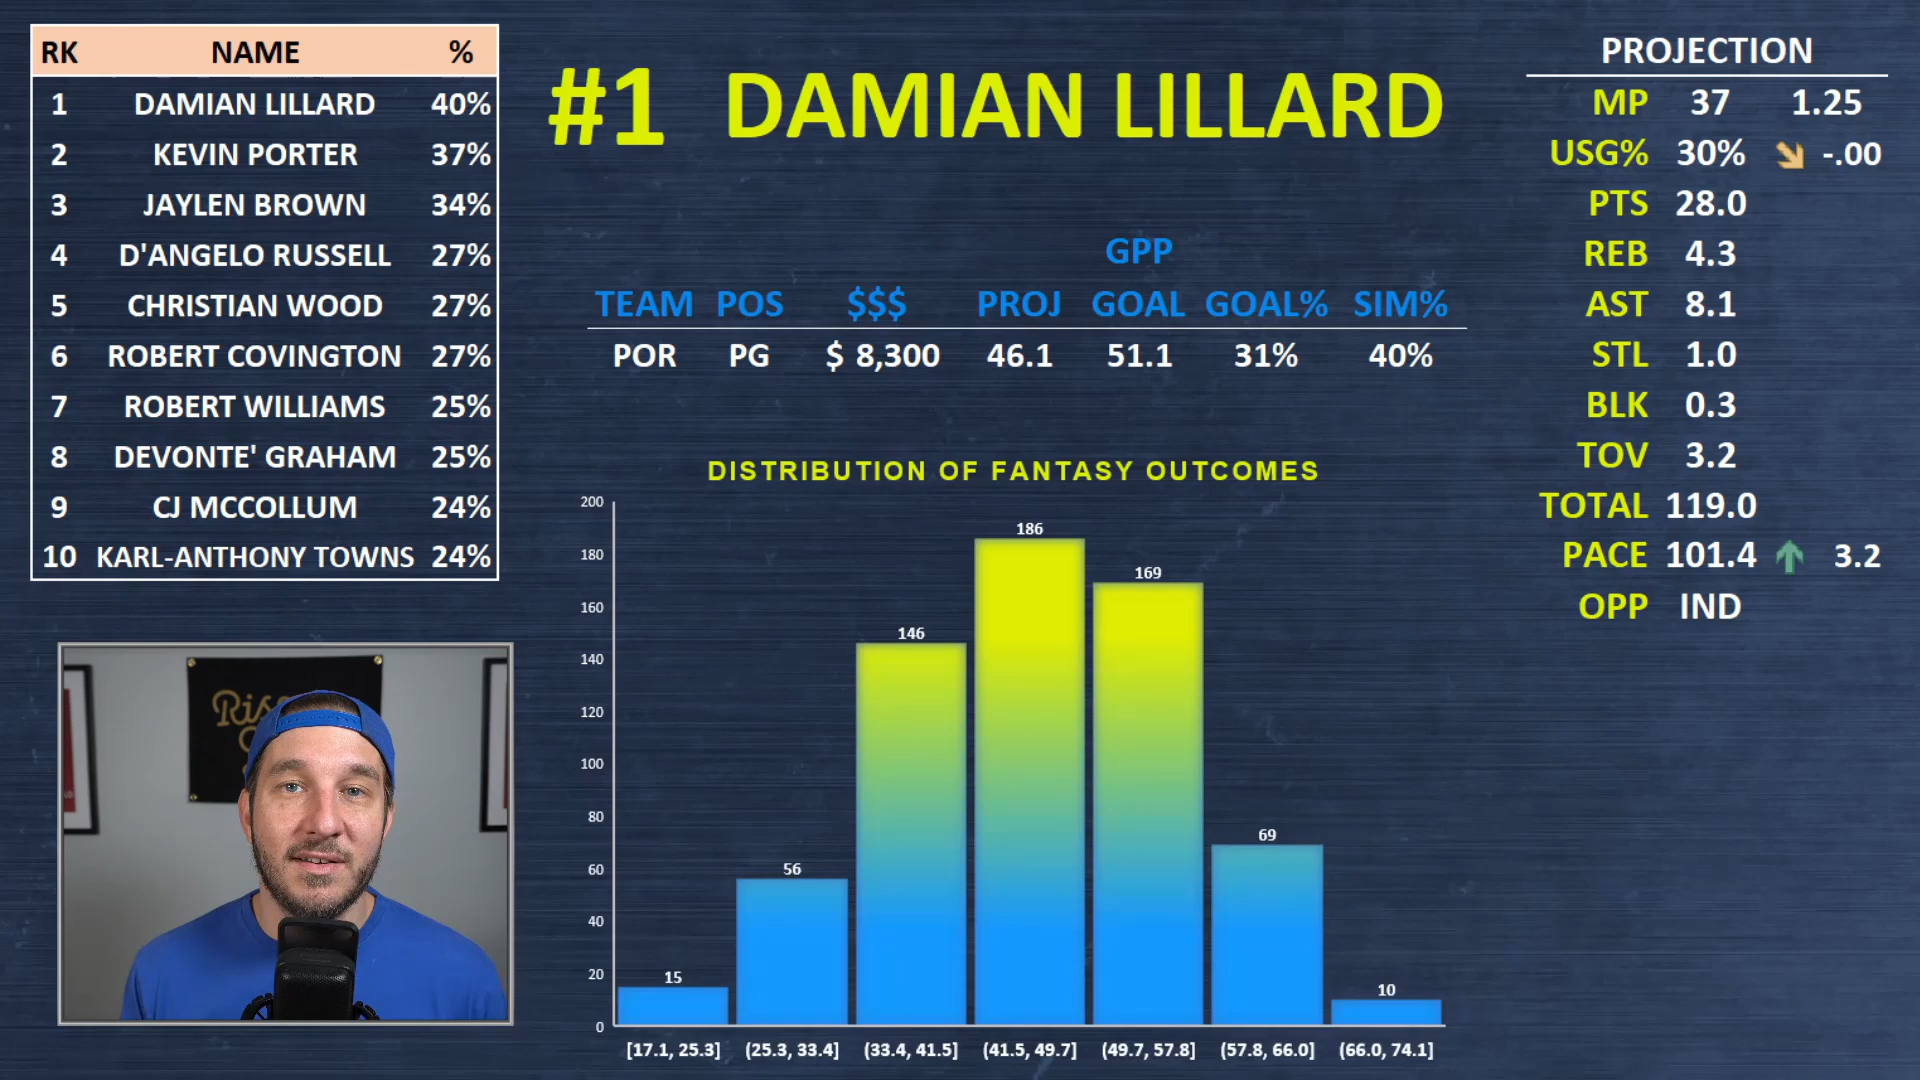 RK NAME %
1 DAMIAN LILLARD 40%
2 KEVIN PORTER 37%
3 JAYLEN BROWN 34%
4 D'ANGELO RUSSELL 27%
5 CHRISTIAN WOOD 27%
6 ROBERT COVINGTON 27%
7 ROBERT WILLIAMS 25%
8 DEVONTE' GRAHAM 25%
9 CJ MCCOLLUM 24%
10 KARL-ANTHONY TOWNS 24%
#1 DAMIAN LILLARD
GPP
TEAM POS $$$ PROJ GOAL GOAL% SIM%
POR PG $ 8,300 46.1 51.1 31% 40%
DISTRIBUTION OF FANTASY OUTCOMES
200
180
160
140
120
100
80
60
40
20
0
15
56
146
186
169
69
10
[17.1, 25.3] (25.3, 33.4] (33.4, 41.5] (41.5, 49.7] (49.7, 57.8] (57.8, 66.0] (66.0, 74.1]
PROJECTION
MP 37 1.25
USG% 30% -.00
PTS 28.0
REB 4.3
AST 8.1
STL 1.0
BLK 0.3
TOV 3.2
TOTAL 119.0
PACE 101.4 3.2
OPP IND